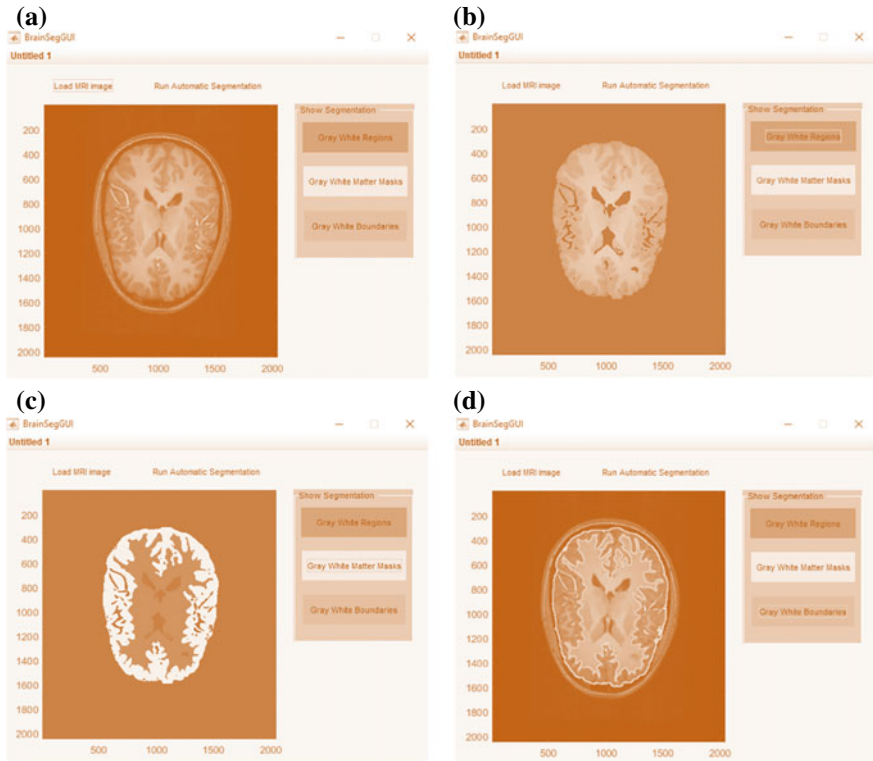 (a)
BrainSegGUI
Untitled 1
Load MRI image Run Automatic Segmentation
Show Segmentation
Gray White Regions
Gray White Matter Masks
Gray White Boundaries
200
400
600
800
1000
1200
1400
1600
1800
2000
500 1000 1500 2000
(b)
BrainSegGUI
Untitled 1
Load MRI image Run Automatic Segmentation
Show Segmentation
Gray White Regions
Gray White Matter Masks
Gray White Boundaries
200
400
600
800
1000
1200
1400
1600
1800
2000
500 1000 1500 2000
(c)
BrainSegGUI
Untitled 1
Load MRI image Run Automatic Segmentation
Show Segmentation
Gray White Regions
Gray White Matter Masks
Gray White Boundaries
200
400
600
800
1000
1200
1400
1600
1800
2000
500 1000 1500 2000
(d)
BrainSegGUI
Untitled 1
Load MRI image Run Automatic Segmentation
Show Segmentation
Gray White Regions
Gray White Matter Masks
Gray White Boundaries
200
400
600
800
1000
1200
1400
1600
1800
2000
500 1000 1500 2000